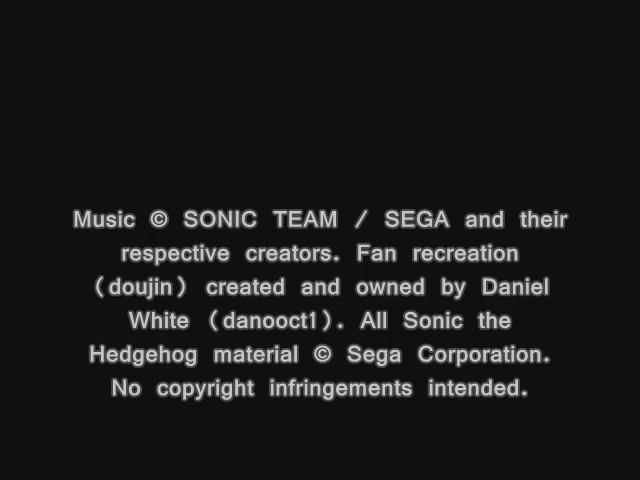 Music © SONIC TEAM / SEGA and their
respective creators. Fan recreation
(doujin) created and owned by Daniel
White (danooct1). All Sonic the
Hedgehog material © Sega Corporation.
No copyright infringements intended.